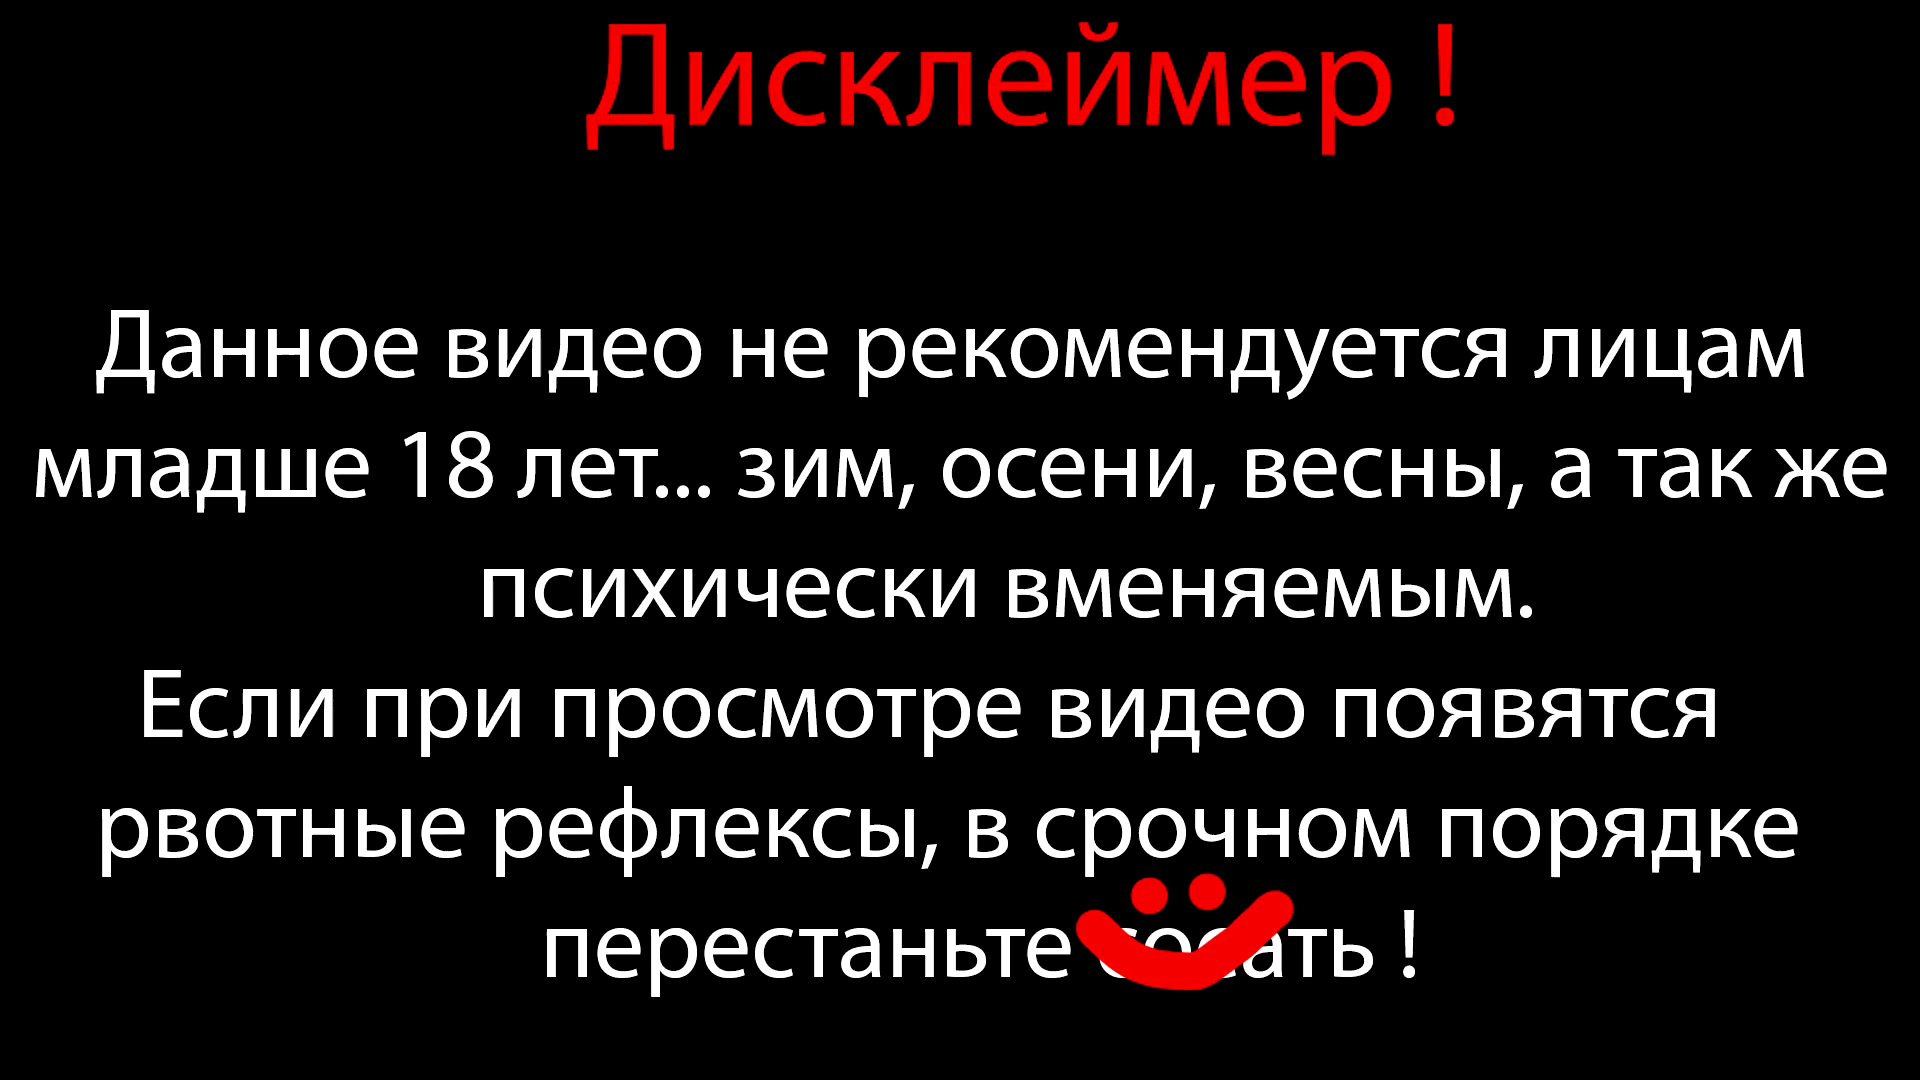 Дисклеймер !
Данное видео не рекомендуется лицам
младше 18 лет... зим, осени, весны, а так же
психически вменяемым.
Если при просмотре видео появятся
рвотные рефлексы, в срочном порядке
перестаньте сосать !